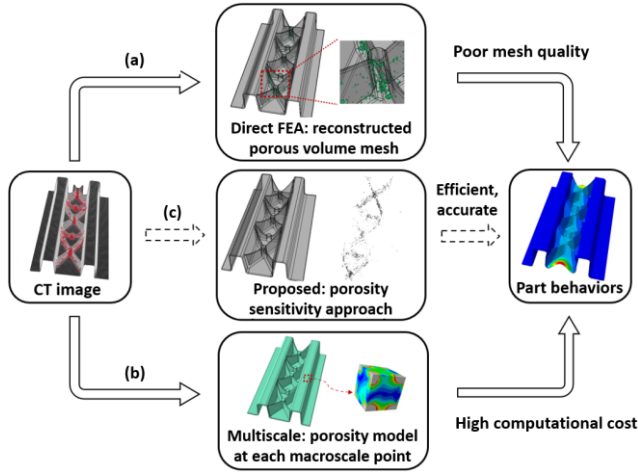 (a)
Poor mesh quality
Direct FEA: reconstructed
porous volume mesh
CT image
(c)
Proposed: porosity
sensitivity approach
Efficient,
accurate
Part behaviors
(b)
Multiscale: porosity model
at each macroscale point
High computational cost